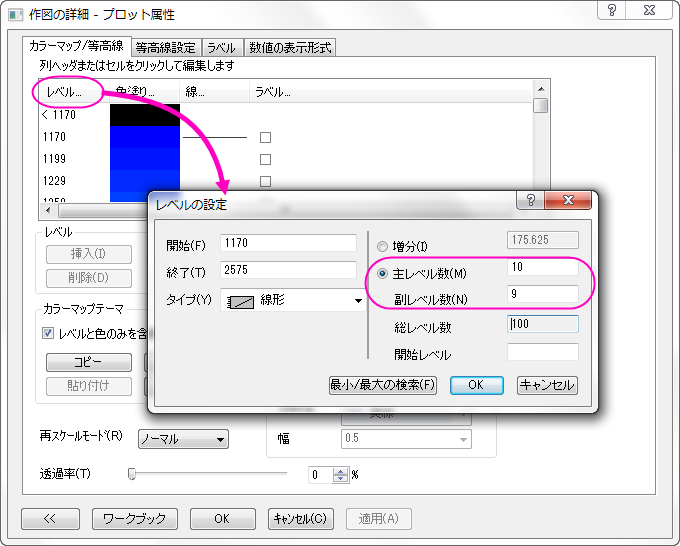 作図の詳細 - プロット属性
カラーマップ/等高線 等高線設定 ラベル 数値の表示形式
列ヘッダまたはセルをクリックして編集します
レベル... 色塗り... 線... ラベル...
< 1170
1170
1199
1229
レベル
挿入(I)
削除(D)
カラーマップテーマ
レベルと色のみを含
コピー
貼り付け
再スケールモード(R) ノーマル
幅 0.5
透過率(T) 0 %
<< ワークブック OK キャンセル(C) 適用(A)
レベルの設定
開始(F) 1170
終了(T) 2575
タイプ(Y) 線形
増分(I) 175.625
主レベル数(M) 10
副レベル数(N) 9
総レベル数 100
開始レベル
最小/最大の検索(F) OK キャンセル